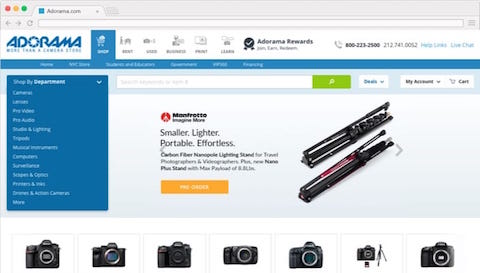 Adorama.com
ADORAMA
MORE THAN A CAMERA STORE
SHOP
RENT
USED
BUSINESS
PRINT
LEARN
Adorama Rewards
Join, Earn, Redeem.
800-223-2500 212.741.0052 Help Links Live Chat
Home NYC Store Students and Educators Government VIP360 Financing
Shop By Department
Search keywords or item #
Deals
My Account
Cart
Cameras
Lenses
Pro Video
Pro Audio
Studio & Lighting
Tripods
Musical Instruments
Computers
Surveillance
Scopes & Optics
Printers & Inks
Drones & Action Cameras
More
Manfrotto
Imagine More
Smaller. Lighter.
Portable. Effortless.
Carbon Fiber Nanopole Lighting Stand for Travel
Photographers & Videographers. Plus, new Nano
Plus Stand with Max Payload of 8.8Lbs.
PRE-ORDER